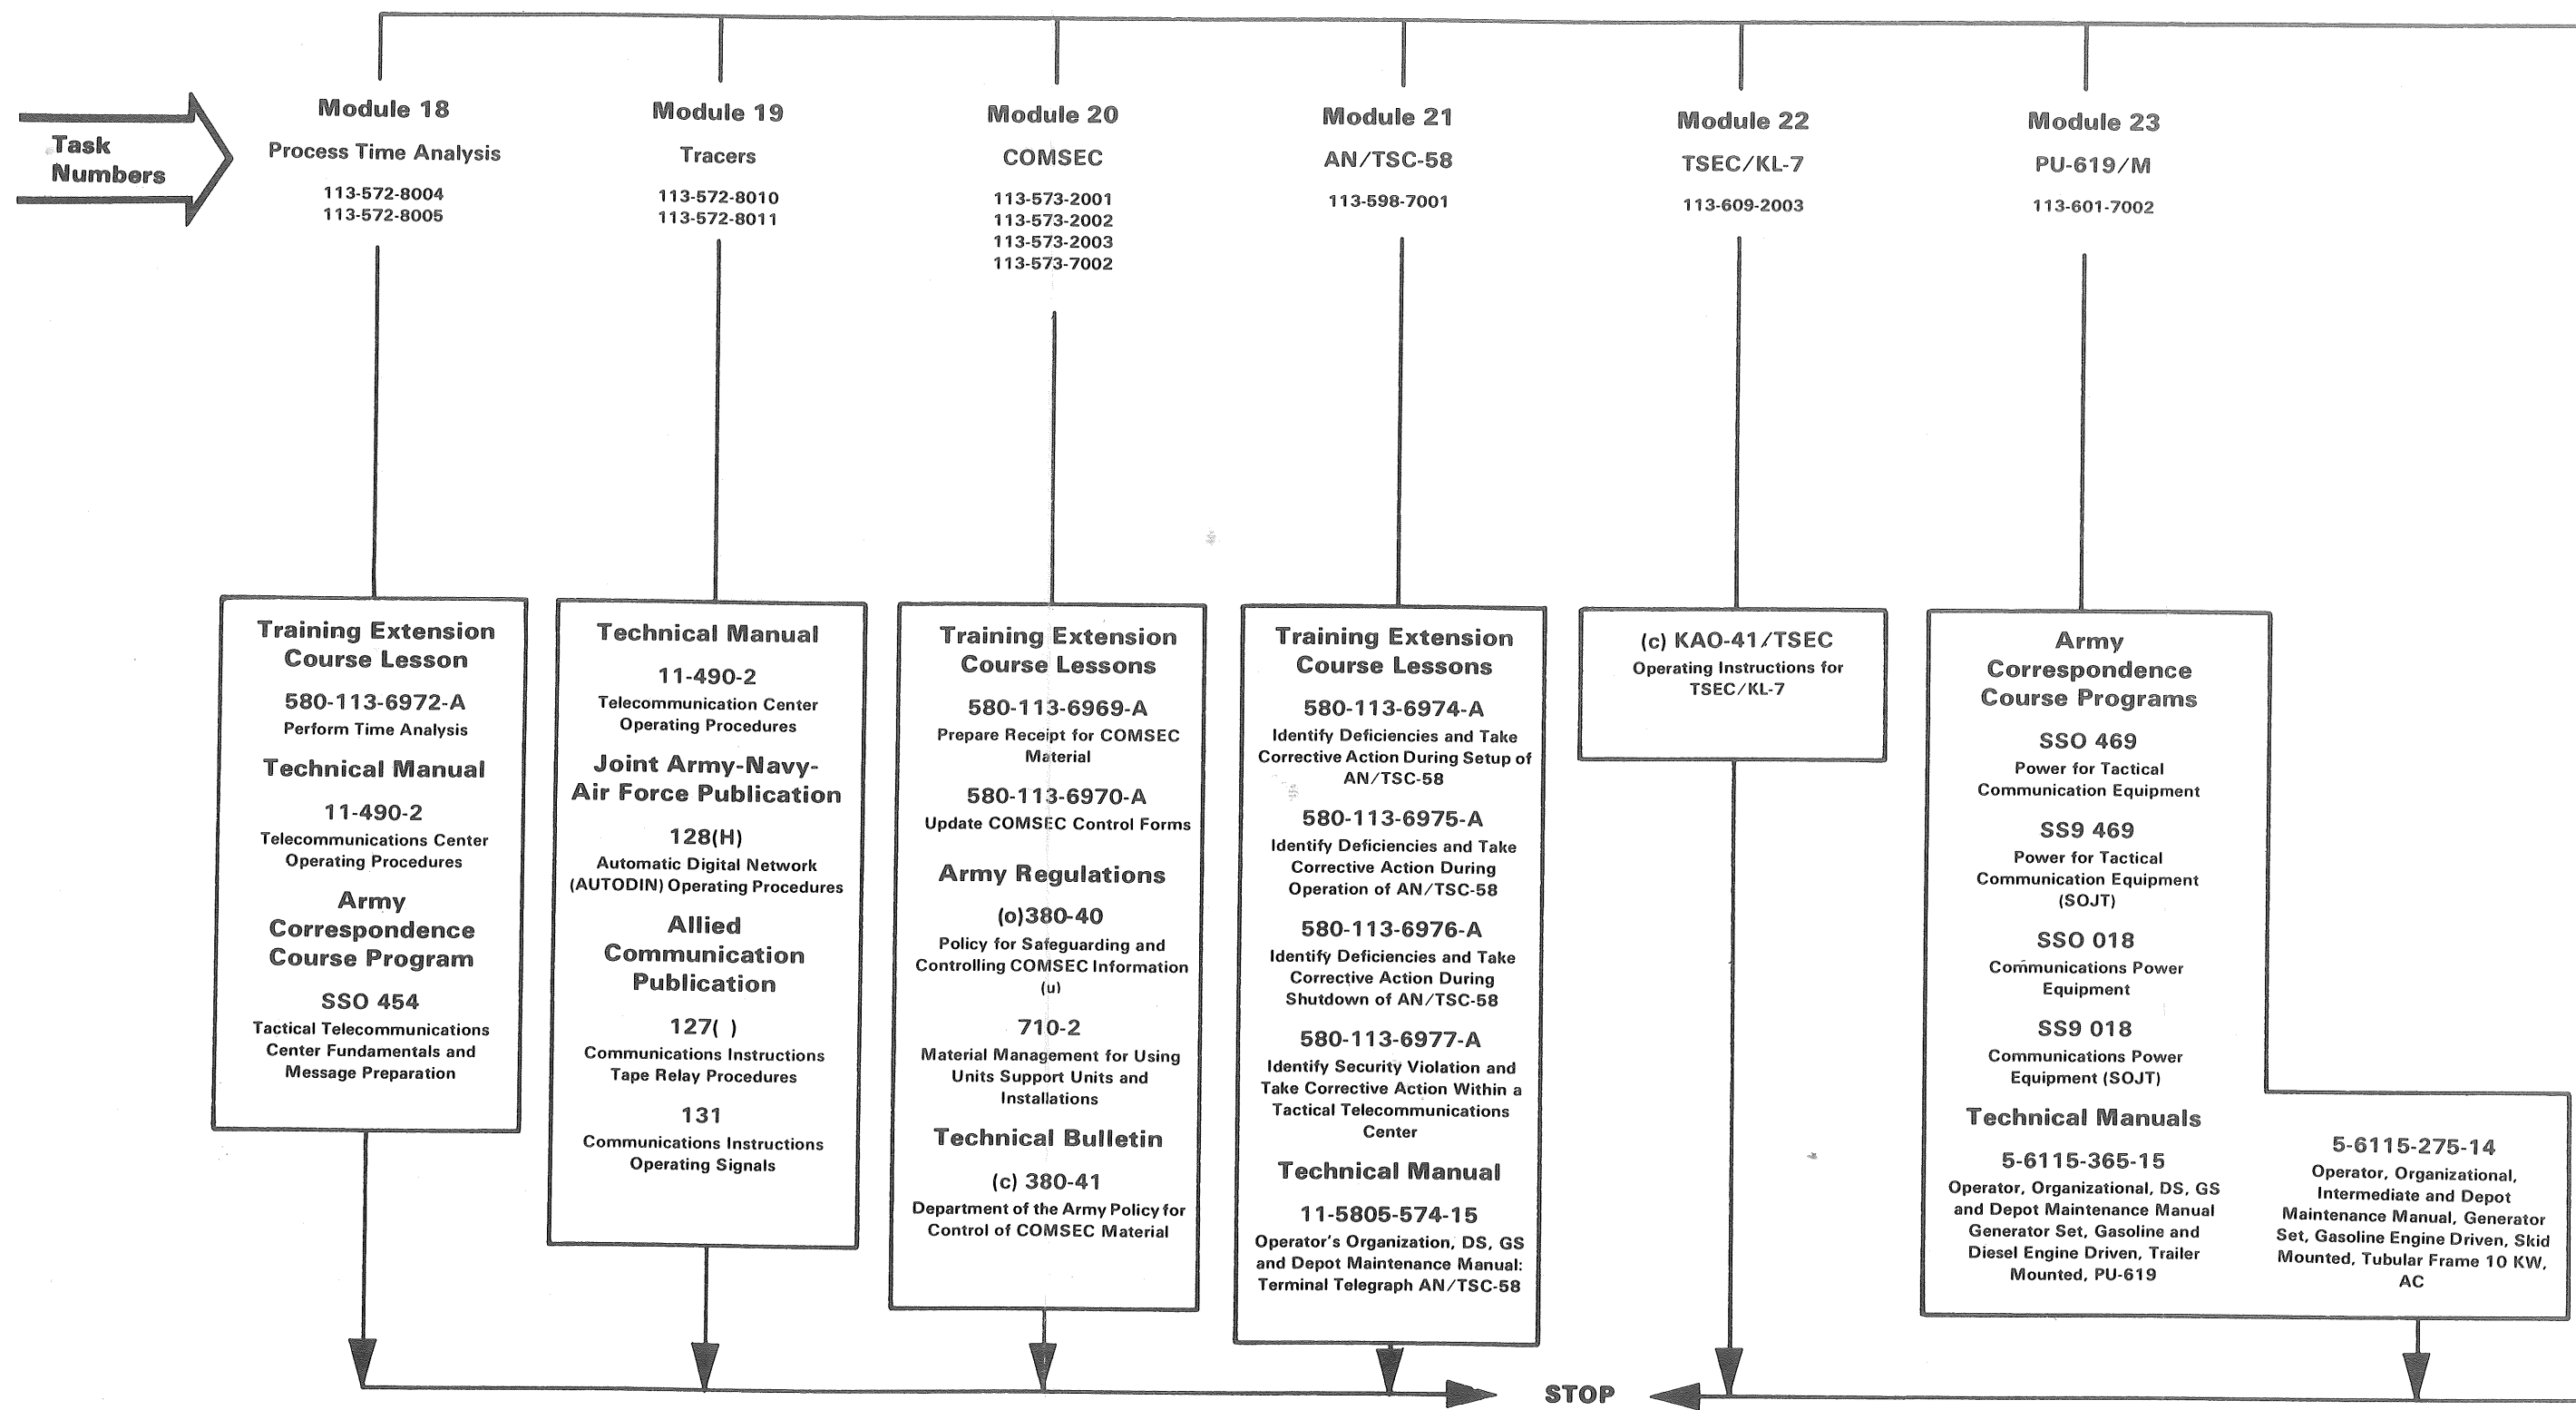 Task
Numbers
Module 18
Process Time Analysis
113-572-8004
113-572-8005
Module 19
Tracers
113-572-8010
113-572-8011
Module 20
COMSEC
113-573-2001
113-573-2002
113-573-2003
113-573-7002
Module 21
AN/TSC-58
113-598-7001
Module 22
TSEC/KL-7
113-609-2003
Module 23
PU-619/M
113-601-7002
Training Extension
Course Lesson
580-113-6972-A
Perform Time Analysis
Technical Manual
11-490-2
Telecommunications Center
Operating Procedures
Army
Correspondence
Course Program
SSO 454
Tactical Telecommunications
Center Fundamentals and
Message Preparation
Technical Manual
11-490-2
Telecommunication Center
Operating Procedures
Joint Army-Navy-
Air Force Publication
128(H)
Automatic Digital Network
(AUTODIN) Operating Procedures
Allied
Communication
Publication
127( )
Communications Instructions
Tape Relay Procedures
131
Communications Instructions
Operating Signals
Training Extension
Course Lessons
580-113-6969-A
Prepare Receipt for COMSEC
Material
580-113-6970-A
Update COMSEC Control Forms
Army Regulations
(o)380-40
Policy for Safeguarding and
Controlling COMSEC Information
(u)
710-2
Material Management for Using
Units Support Units and
Installations
Technical Bulletin
(c) 380-41
Department of the Army Policy for
Control of COMSEC Material
Training Extension
Course Lessons
580-113-6974-A
Identify Deficiencies and Take
Corrective Action During Setup of
AN/TSC-58
580-113-6975-A
Identify Deficiencies and Take
Corrective Action During
Operation of AN/TSC-58
580-113-6976-A
Identify Deficiencies and Take
Corrective Action During
Shutdown of AN/TSC-58
580-113-6977-A
Identify Security Violation and
Take Corrective Action Within a
Tactical Telecommunications
Center
Technical Manual
11-5805-574-15
Operator's Organization, DS, GS
and Depot Maintenance Manual:
Terminal Telegraph AN/TSC-58
(c) KAO-41/TSEC
Operating Instructions for
TSEC/KL-7
Army
Correspondence
Course Programs
SSO 469
Power for Tactical
Communication Equipment
SS9 469
Power for Tactical
Communication Equipment
(SOJT)
SSO 018
Communications Power
Equipment
SS9 018
Communications Power
Equipment (SOJT)
Technical Manuals
5-6115-365-15
Operator, Organizational, DS, GS
and Depot Maintenance Manual
Generator Set, Gasoline and
Diesel Engine Driven, Trailer
Mounted, PU-619
5-6115-275-14
Operator, Organizational,
Intermediate and Depot
Maintenance Manual, Generator
Set, Gasoline Engine Driven, Skid
Mounted, Tubular Frame 10 KW,
AC
STOP